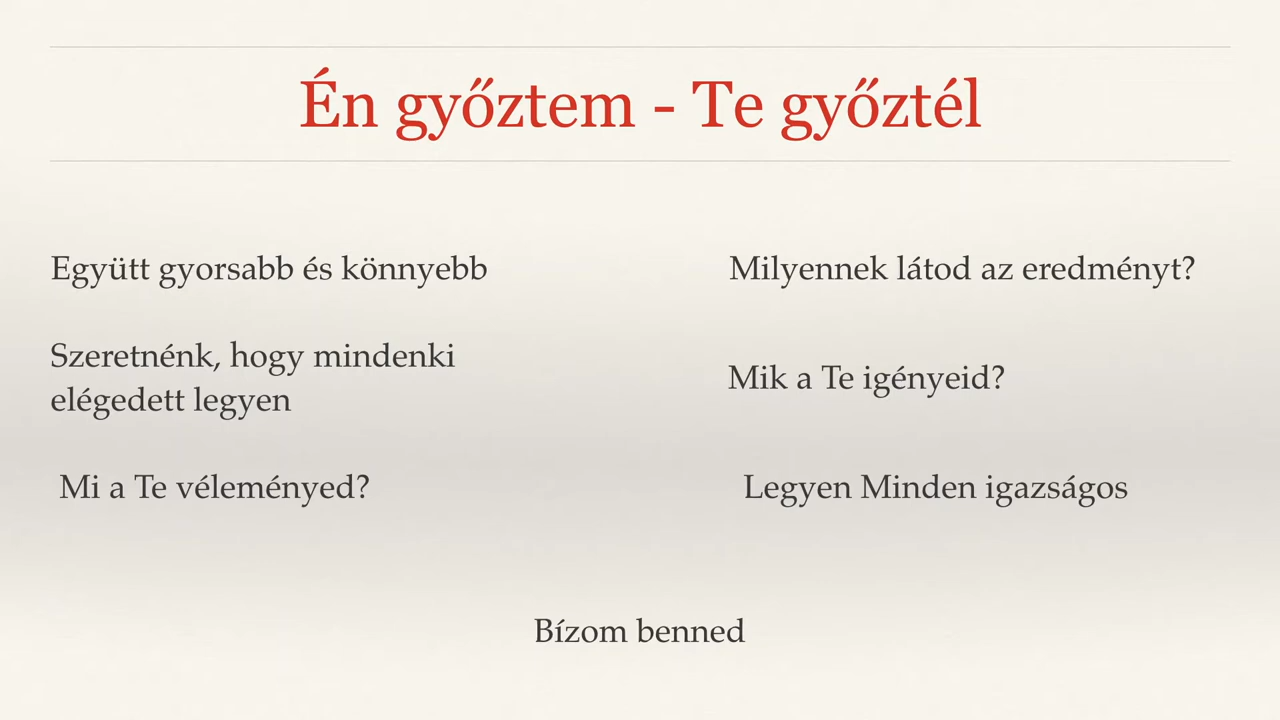 Én győztem - Te győztél
Együtt gyorsabb és könnyebb
Milyennek látod az eredményt?
Szeretnénk, hogy mindenki
elégedett legyen
Mik a Te igényeid?
Mi a Te véleményed?
Legyen Minden igazságos
Bízom benned